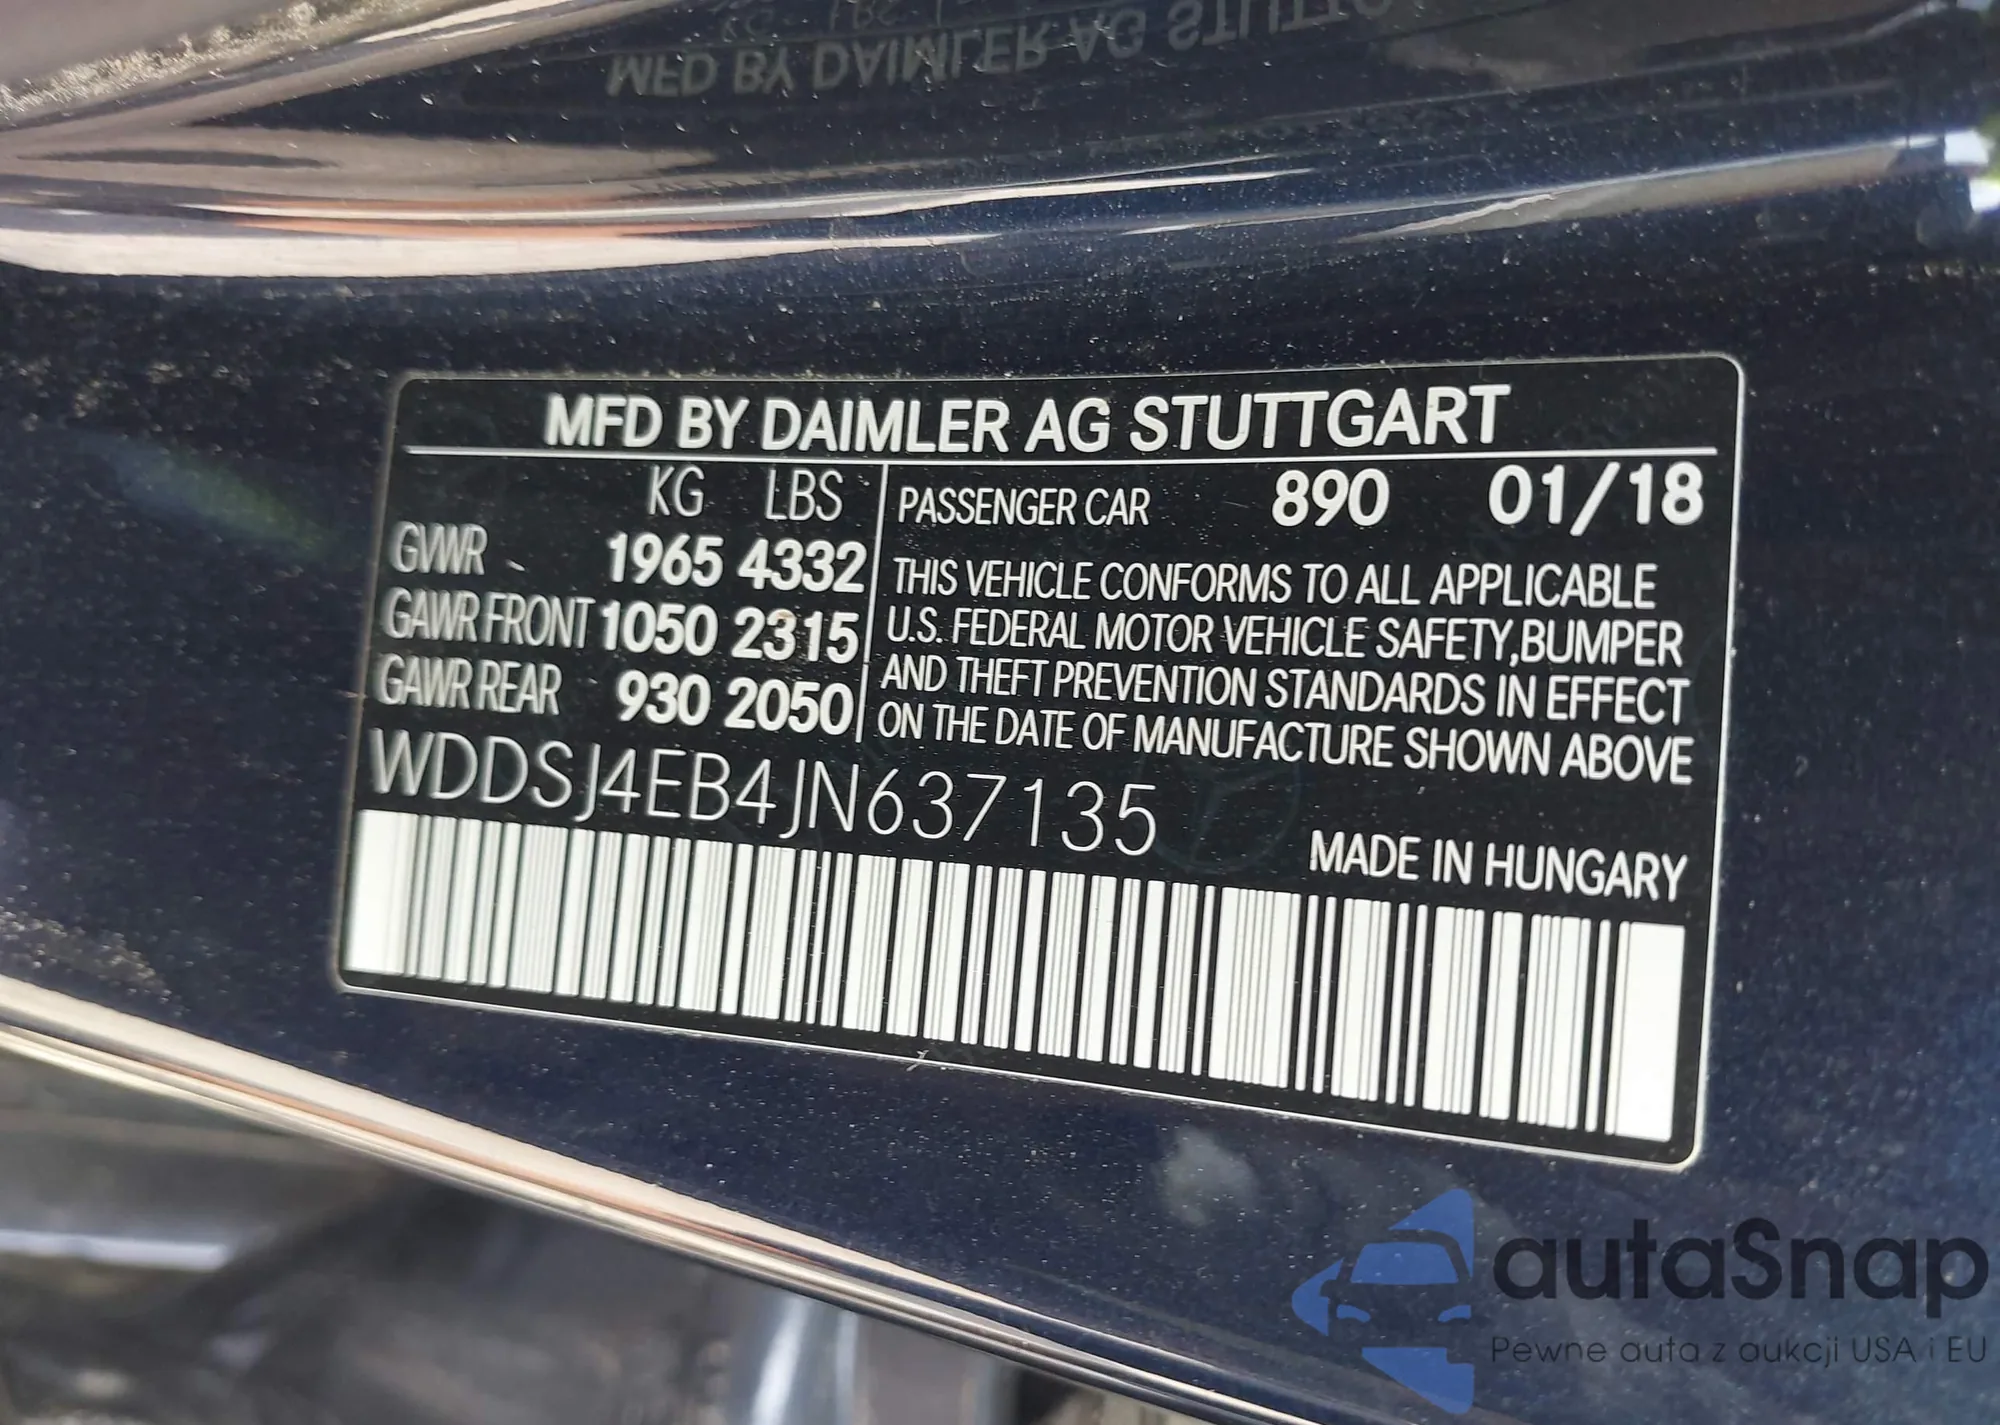 MFD BY DAIMLER AG STUTTG
MFD BY DAIMLER AG STUTTGART
KG LBS
GVWR 1965 4332
GAWR FRONT 1050 2315
GAWR REAR 930 2050
PASSENGER CAR 890 01/18
THIS VEHICLE CONFORMS TO ALL APPLICABLE
U.S. FEDERAL MOTOR VEHICLE SAFETY,BUMPER
AND THEFT PREVENTION STANDARDS IN EFFECT
ON THE DATE OF MANUFACTURE SHOWN ABOVE
WDDSJ4EB4JN637135
MADE IN HUNGARY
autaSnap
Pewne auta z aukcji USA i EU